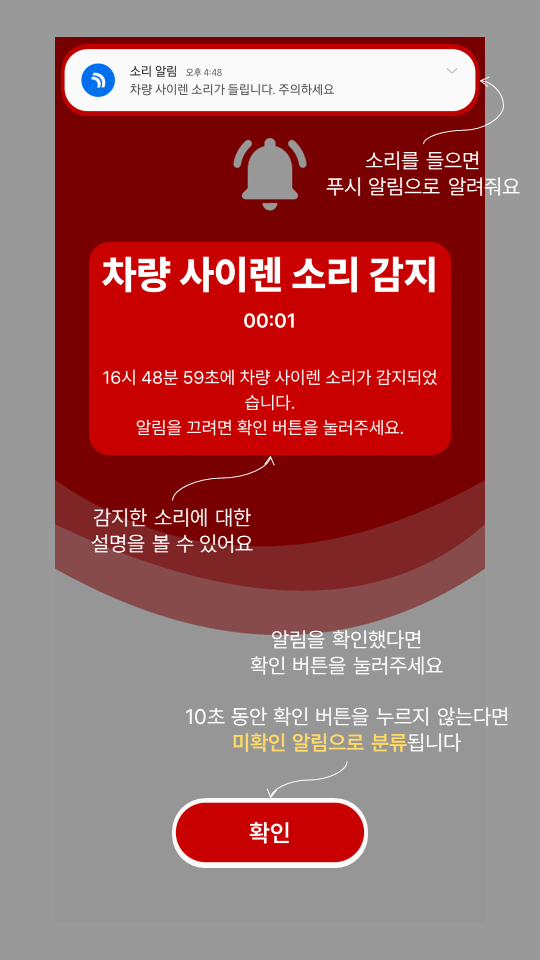 소리 알림 오후 4:48
차량 사이렌 소리가 들립니다. 주의하세요
소리를 들으면
푸시 알림으로 알려줘요
차량 사이렌 소리 감지
00:01
16시 48분 59초에 차량 사이렌 소리가 감지되었
습니다.
알림을 끄려면 확인 버튼을 눌러주세요.
감지한 소리에 대한
설명을 볼 수 있어요
알림을 확인했다면
확인 버튼을 눌러주세요
10초 동안 확인 버튼을 누르지 않는다면
미확인 알림으로 분류됩니다
확인